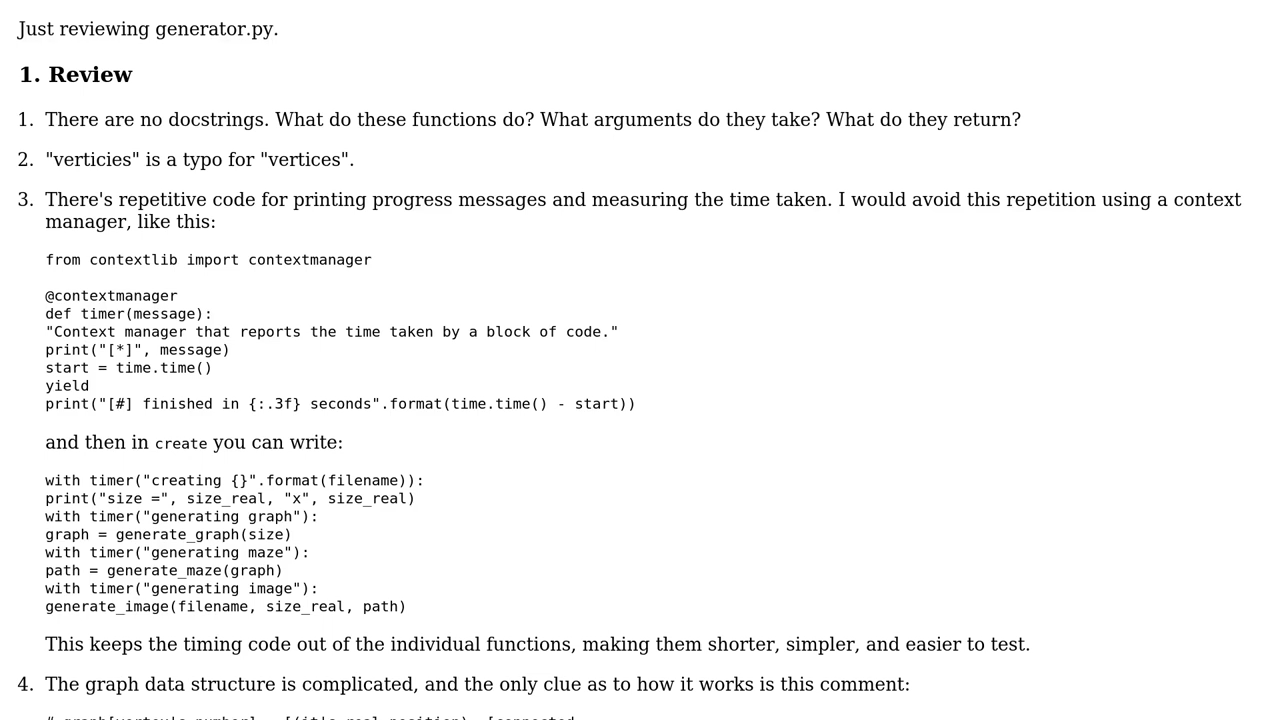 Just reviewing generator.py.
1. Review
1. There are no docstrings. What do these functions do? What arguments do they take? What do they return?
2. "verticies" is a typo for "vertices".
3. There's repetitive code for printing progress messages and measuring the time taken. I would avoid this repetition using a context
manager, like this:
from contextlib import contextmanager
@contextmanager
def timer(message):
"Context manager that reports the time taken by a block of code."
print("[*]", message)
start = time.time()
yield
print("[#] finished in {:.3f} seconds".format(time.time() - start))
and then in create you can write:
with timer("creating {}".format(filename)):
print("size =", size_real, "x", size_real)
with timer("generating graph"):
graph = generate_graph(size)
with timer("generating maze"):
path = generate_maze(graph)
with timer("generating image"):
generate_image(filename, size_real, path)
This keeps the timing code out of the individual functions, making them shorter, simpler, and easier to test.
4. The graph data structure is complicated, and the only clue as to how it works is this comment:
# graph[vertex's number] = [(it's real position), [connected